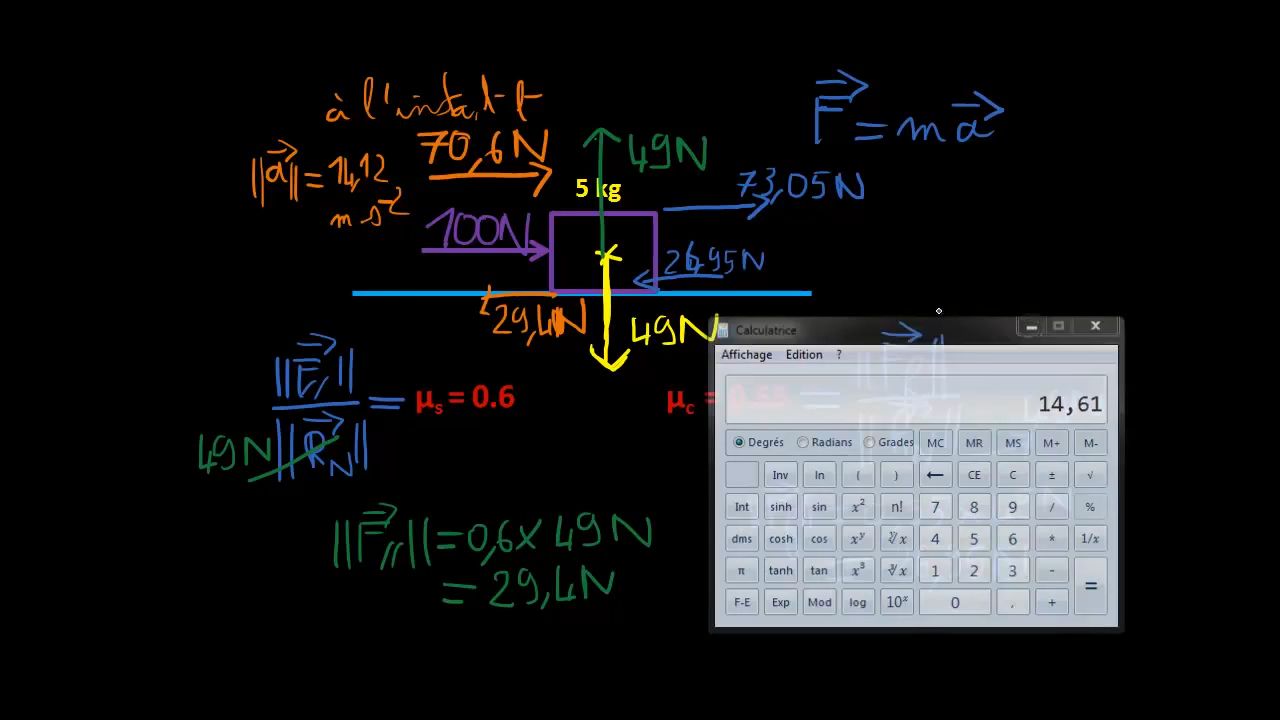 à l'instant t
70,6N
||a|| = 14,12
m s-2
49N
5 kg
F = ma
73,05N
100N
26,95N
29,4N
49N
||F//||
||RN||
= μs = 0.6
49N
μc = 0.55 =
||F//|| = 0,6 x 49N
= 29,4N
Calculatrice
Affichage Edition ?
14,61
Degrés Radians Grades MC MR MS M+ M-
Inv ln ( ) ← CE C ± √
Int sinh sin x² n! 7 8 9 / %
dms cosh cos xʸ ʸ√x 4 5 6 * 1/x
π tanh tan x³ ³√x 1 2 3 - =
F-E Exp Mod log 10ˣ 0 , +